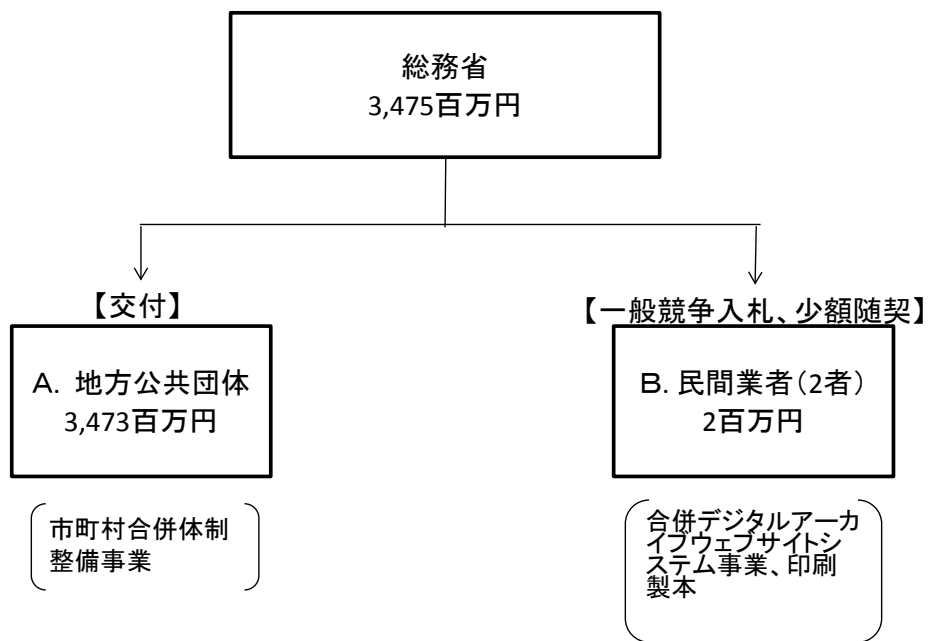 総務省
3,475百万円
【交付】
A. 地方公共団体
3,473百万円
市町村合併体制
整備事業
【一般競争入札、少額随契】
B. 民間業者(2者)
2百万円
合併デジタルアーカ
イブウェブサイトシ
ステム事業、印刷
製本